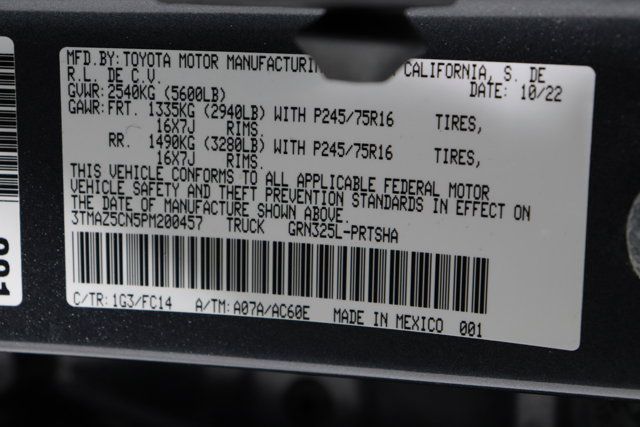 MFD.BY: TOYOTA MOTOR MANUFACTURIN CALIFORNIA, S. DE
R.L. DE C.V. DATE: 10/22
GVWR: 2540KG (5600LB)
GAWR: FRT. 1335KG (2940LB) WITH P245/75R16 TIRES,
16X7J RIMS.
RR. 1490KG (3280LB) WITH P245/75R16 TIRES,
16X7J RIMS.
THIS VEHICLE CONFORMS TO ALL APPLICABLE FEDERAL MOTOR
VEHICLE SAFETY AND THEFT PREVENTION STANDARDS IN EFFECT ON
THE DATE OF MANUFACTURE SHOWN ABOVE.
3TMAZ5CN5PM200457 TRUCK GRN325L-PRTSHA
C/TR: 1G3/FC14 A/TM: A07A/AC60E MADE IN MEXICO 001